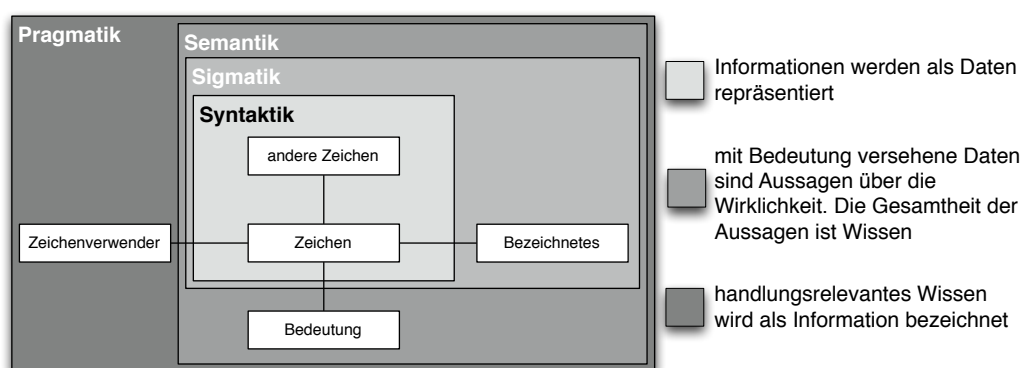 Pragmatik
Semantik
Sigmatik
Syntaktik
andere Zeichen
Zeichenverwender
Zeichen
Bezeichnetes
Bedeutung
Informationen werden als Daten
repräsentiert
mit Bedeutung versehene Daten
sind Aussagen über die
Wirklichkeit. Die Gesamtheit der
Aussagen ist Wissen
handlungsrelevantes Wissen
wird als Information bezeichnet